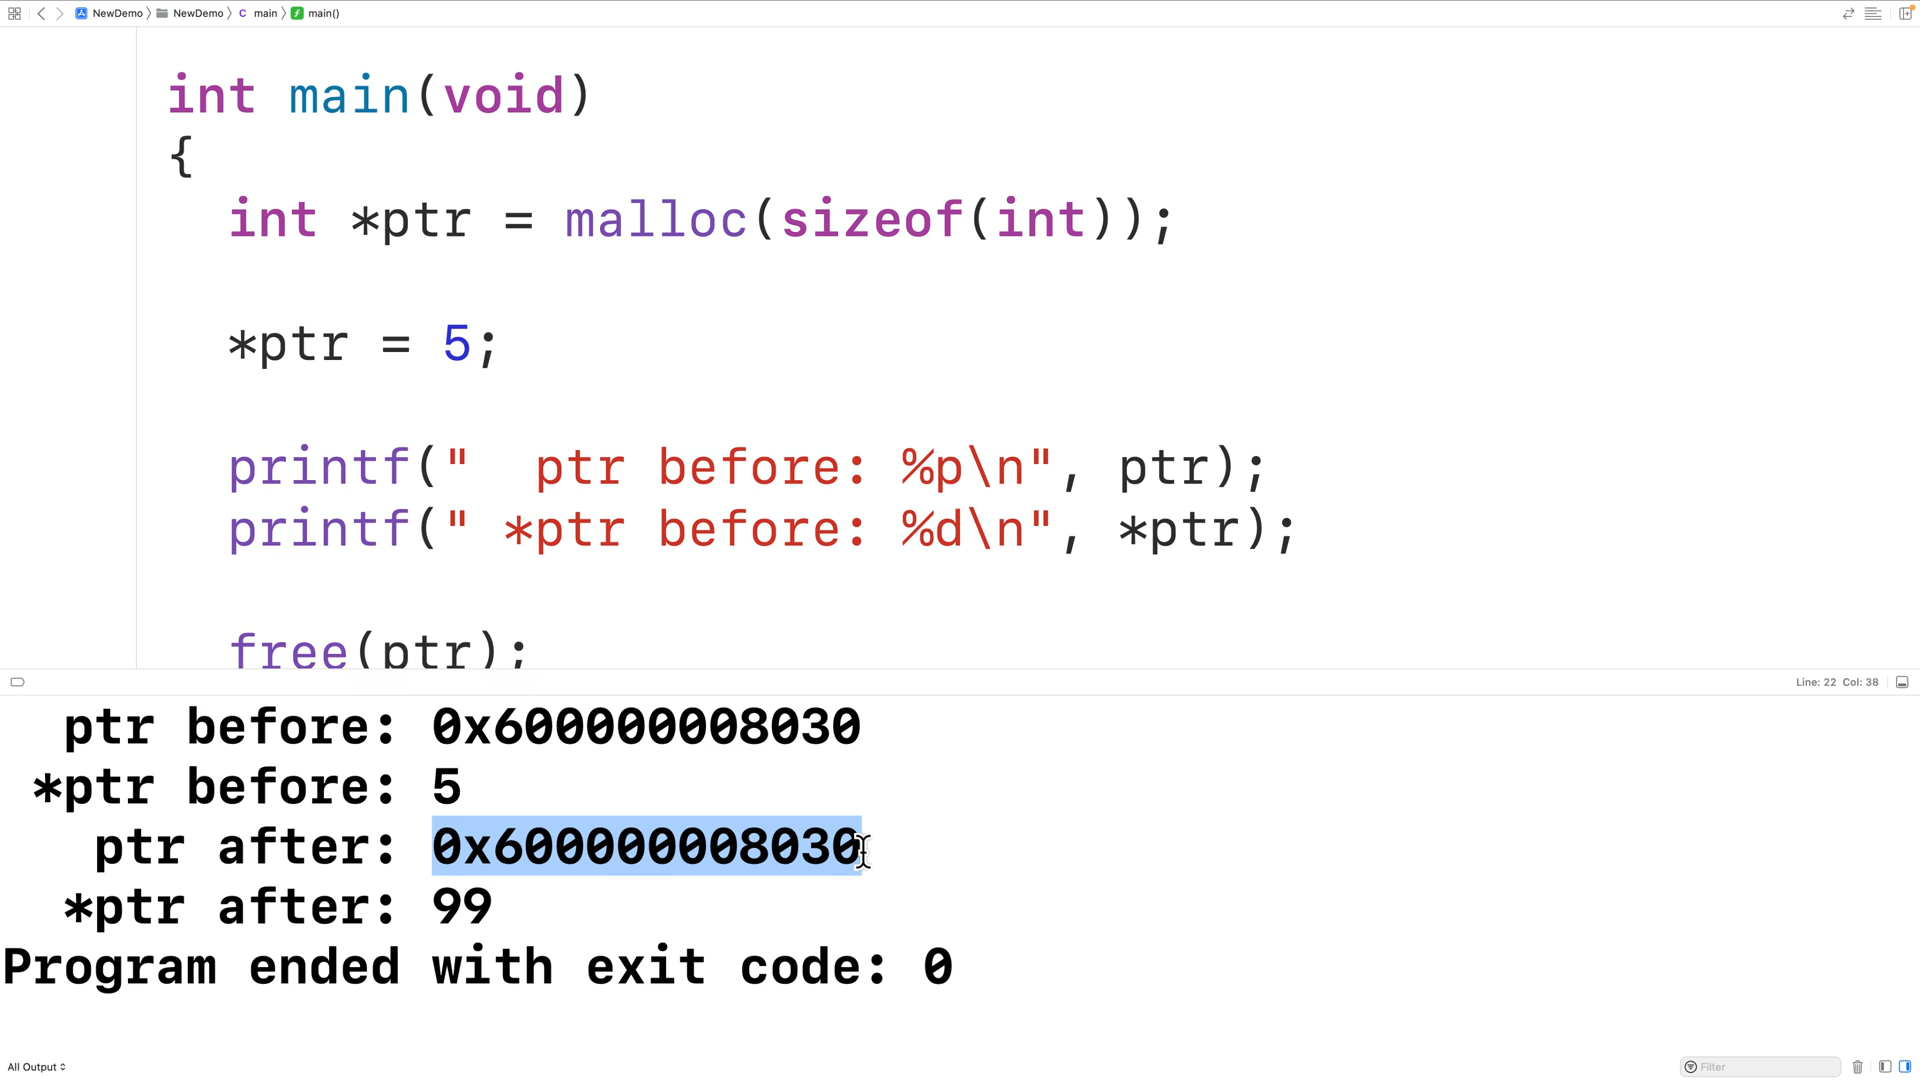 NewDemo NewDemo C main f main()
int main(void)
{
int *ptr = malloc(sizeof(int));
*ptr = 5;
printf("  ptr before: %p\n", ptr);
printf(" *ptr before: %d\n", *ptr);
free(ptr);
Line: 22 Col: 38
ptr before: 0x600000008030
*ptr before: 5
ptr after: 0x600000008030
*ptr after: 99
Program ended with exit code: 0
All Output Filter